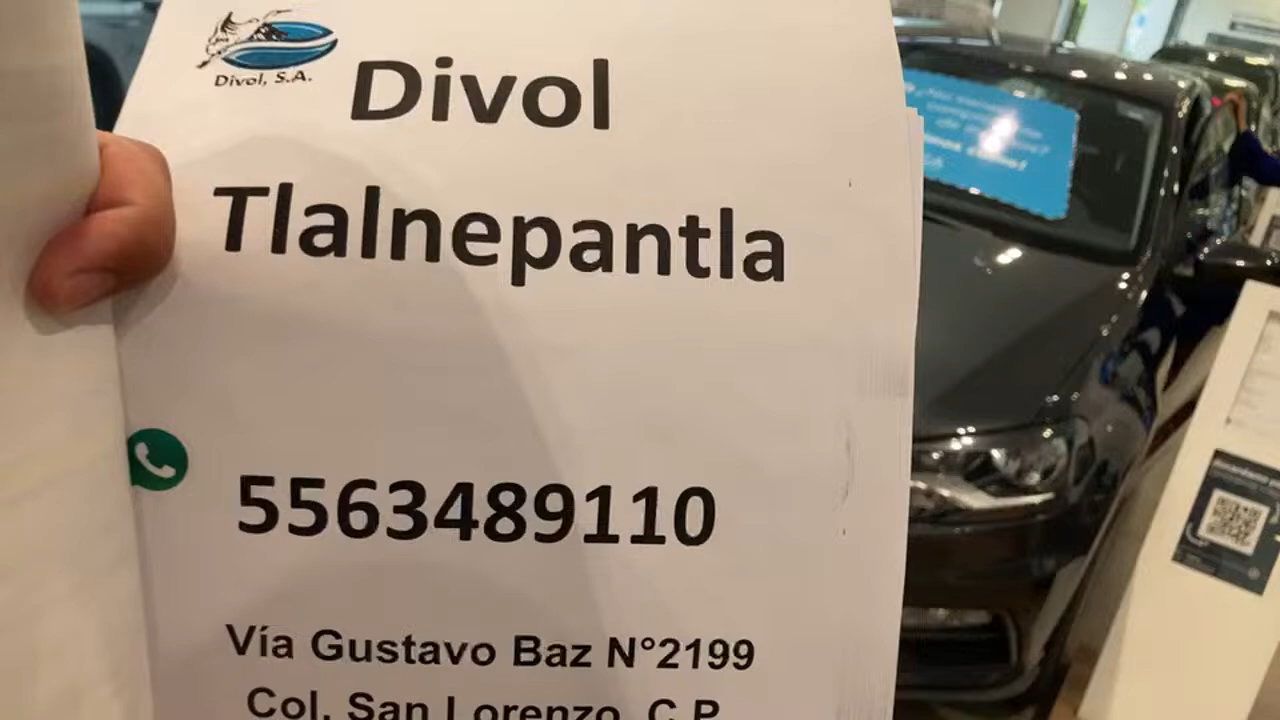 Divol, S.A.
Divol
Tlalnepantla
5563489110
Vía Gustavo Baz N°2199
Col. San Lorenzo, C.P.